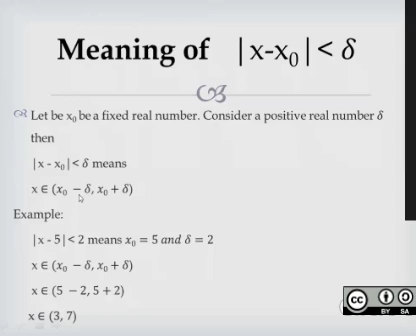 Meaning of |x-x₀| < δ
Let be x₀ be a fixed real number. Consider a positive real number δ
then
|x - x₀| < δ means
x ∈ (x₀ − δ, x₀ + δ)
Example:
|x - 5| < 2 means x₀ = 5 and δ = 2
x ∈ (x₀ − δ, x₀ + δ)
x ∈ (5 − 2, 5 + 2)
x ∈ (3, 7)
cc
BY SA